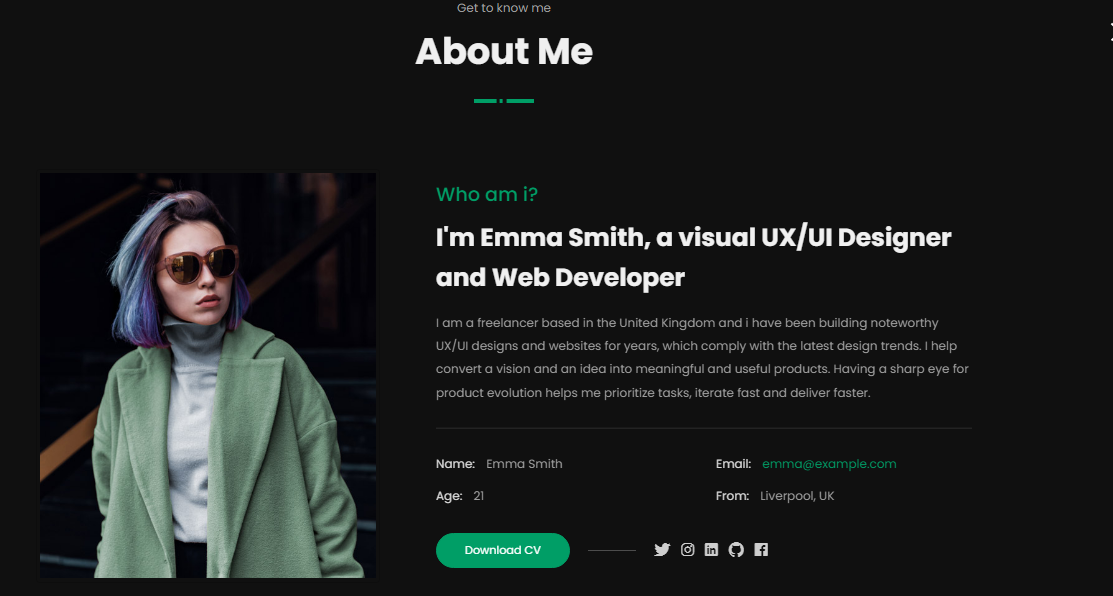 Get to know me
About Me
Who am i?
I'm Emma Smith, a visual UX/UI Designer
and Web Developer
I am a freelancer based in the United Kingdom and i have been building noteworthy
UX/UI designs and websites for years, which comply with the latest design trends. I help
convert a vision and an idea into meaningful and useful products. Having a sharp eye for
product evolution helps me prioritize tasks, iterate fast and deliver faster.
Name: Emma Smith
Email: emma@example.com
Age: 21
From: Liverpool, UK
Download CV